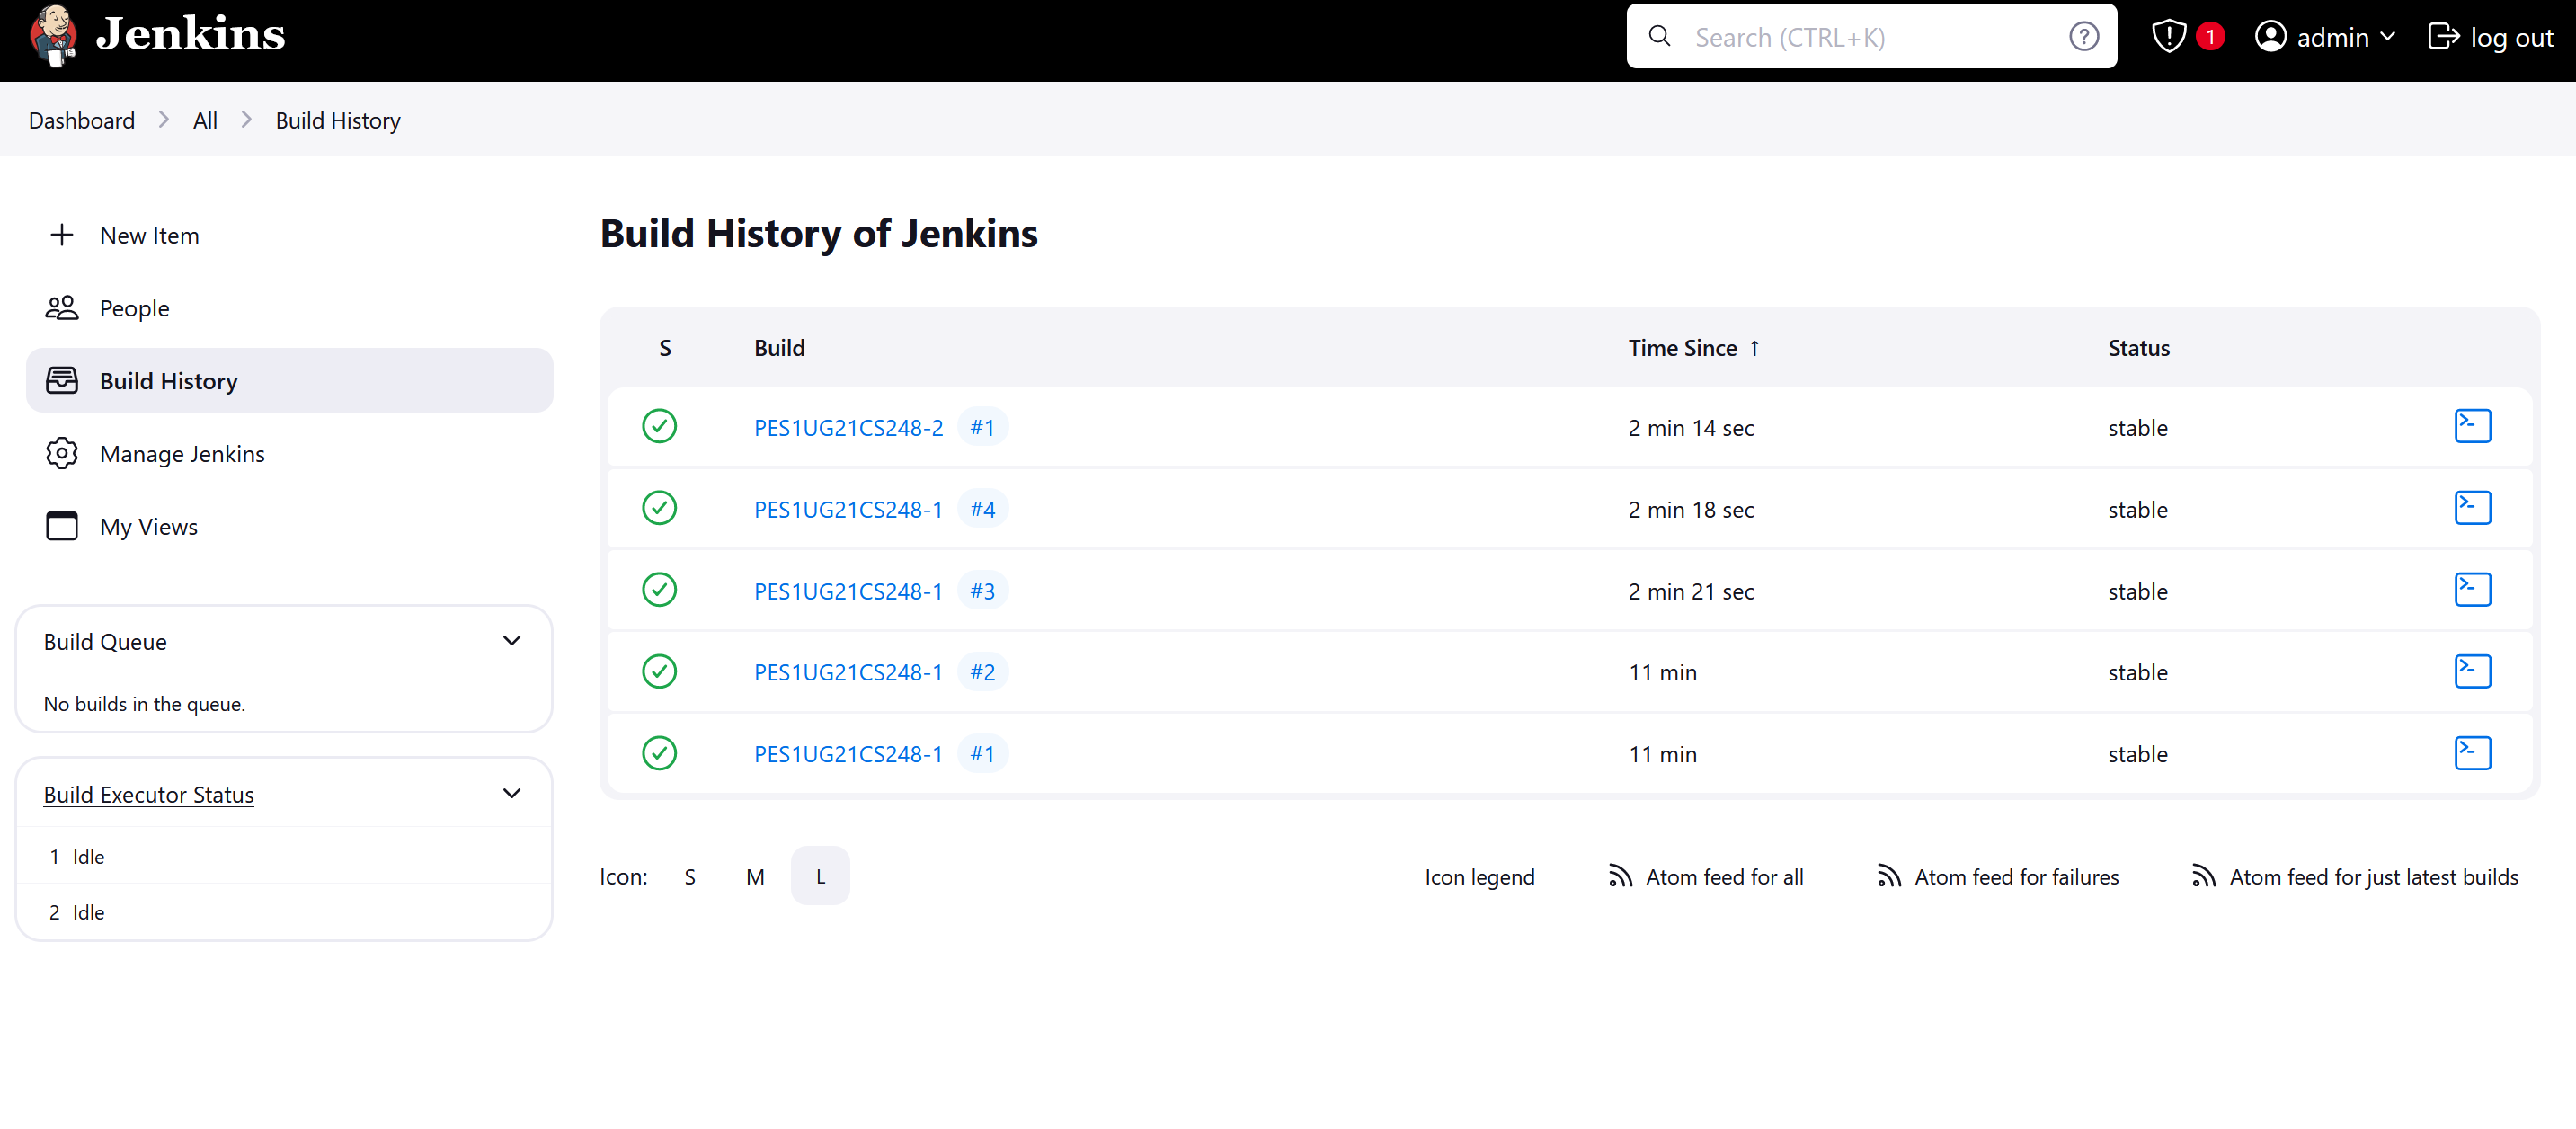 Jenkins
Search (CTRL+K)
1
admin
log out
Dashboard > All > Build History
New Item
People
Build History
Manage Jenkins
My Views
Build Queue
No builds in the queue.
Build Executor Status
1 Idle
2 Idle
Build History of Jenkins
S Build Time Since ↑ Status
PES1UG21CS248-2 #1 2 min 14 sec stable
PES1UG21CS248-1 #4 2 min 18 sec stable
PES1UG21CS248-1 #3 2 min 21 sec stable
PES1UG21CS248-1 #2 11 min stable
PES1UG21CS248-1 #1 11 min stable
Icon: S M L
Icon legend Atom feed for all Atom feed for failures Atom feed for just latest builds